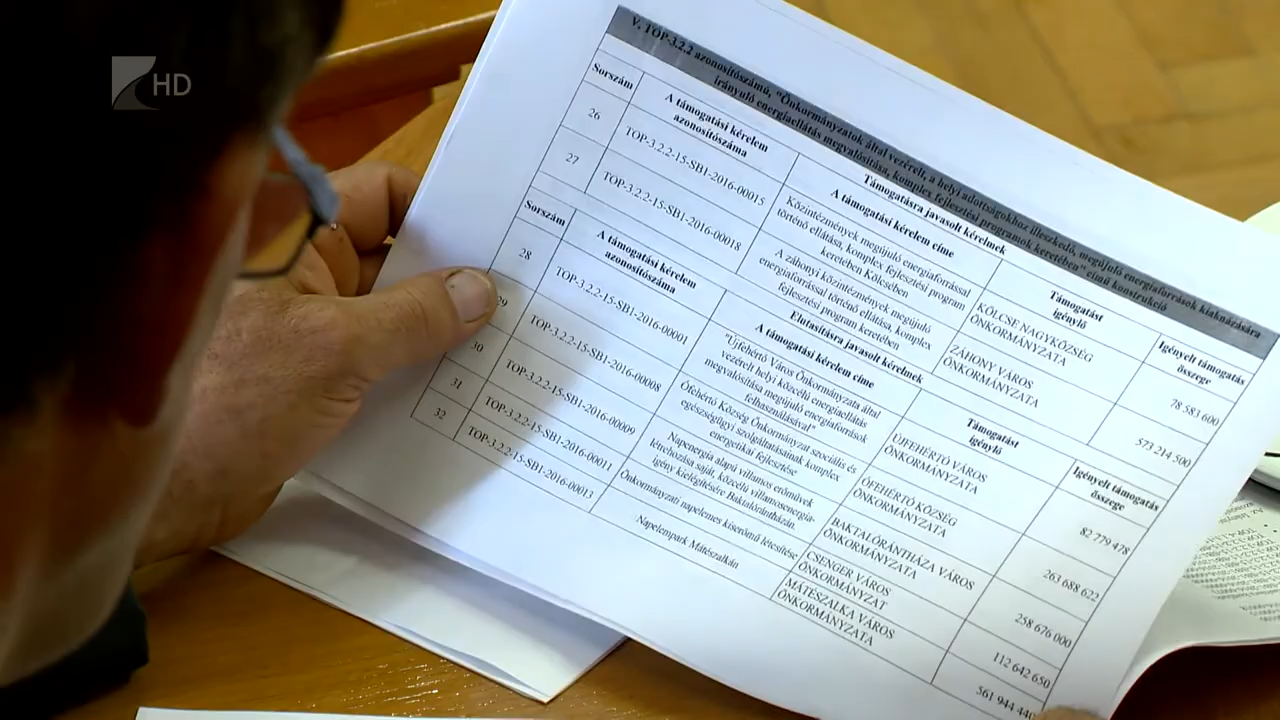 HD
V. TOP-3.2.2 azonosítószámú, "Önkormányzatok által vezérelt, a helyi adottságokhoz illeszkedő, megújuló energiaforrások kiaknázására
irányuló energiaellátás megvalósítása, komplex fejlesztési programok keretében" című konstrukció
Támogatásra javasolt kérelmek
Sorszám
A támogatási kérelem
azonosítószáma
A támogatási kérelem címe
Támogatást
igénylő
Igényelt támogatás
összege
26
TOP-3.2.2-15-SB1-2016-00015
Közintézmények megújuló energiaforrással
történő ellátása, komplex fejlesztési program
keretében Kölcsében
KÖLCSE NAGYKÖZSÉG
ÖNKORMÁNYZATA
78 583 600
27
TOP-3.2.2-15-SB1-2016-00018
A záhonyi közintézmények megújuló
energiaforrással történő ellátása, komplex
fejlesztési program keretében
ZÁHONY VÁROS
ÖNKORMÁNYZATA
573 214 500
Elutasításra javasolt kérelmek
Sorszám
A támogatási kérelem
azonosítószáma
A támogatási kérelem címe
Támogatást
igénylő
Igényelt támogatás
összege
28
TOP-3.2.2-15-SB1-2016-00001
"Újfehértó Város Önkormányzata által
vezérelt helyi közcélú energiaellátás
megvalósítása megújuló energiaforrások
felhasználásával"
ÚJFEHÉRTÓ VÁROS
ÖNKORMÁNYZATA
82 779 478
29
TOP-3.2.2-15-SB1-2016-00008
Ófehértó Község Önkormányzat szociális és
egészségügyi szolgáltatásainak komplex
energetikai fejlesztése
ÓFEHÉRTÓ KÖZSÉG
ÖNKORMÁNYZATA
263 688 622
30
TOP-3.2.2-15-SB1-2016-00009
Napenergia alapú villamos erőművek
létrehozása saját, közcélú villamosenergia-
igény kielégítésére Baktalórántházán.
BAKTALÓRÁNTHÁZA VÁROS
ÖNKORMÁNYZATA
258 676 000
31
TOP-3.2.2-15-SB1-2016-00011
Önkormányzati napelemes kiserőmű létesítése
CSENGER VÁROS
ÖNKORMÁNYZAT
112 642 650
32
TOP-3.2.2-15-SB1-2016-00013
Napelempark Mátészalkán
MÁTÉSZALKA VÁROS
ÖNKORMÁNYZATA
561 944 440